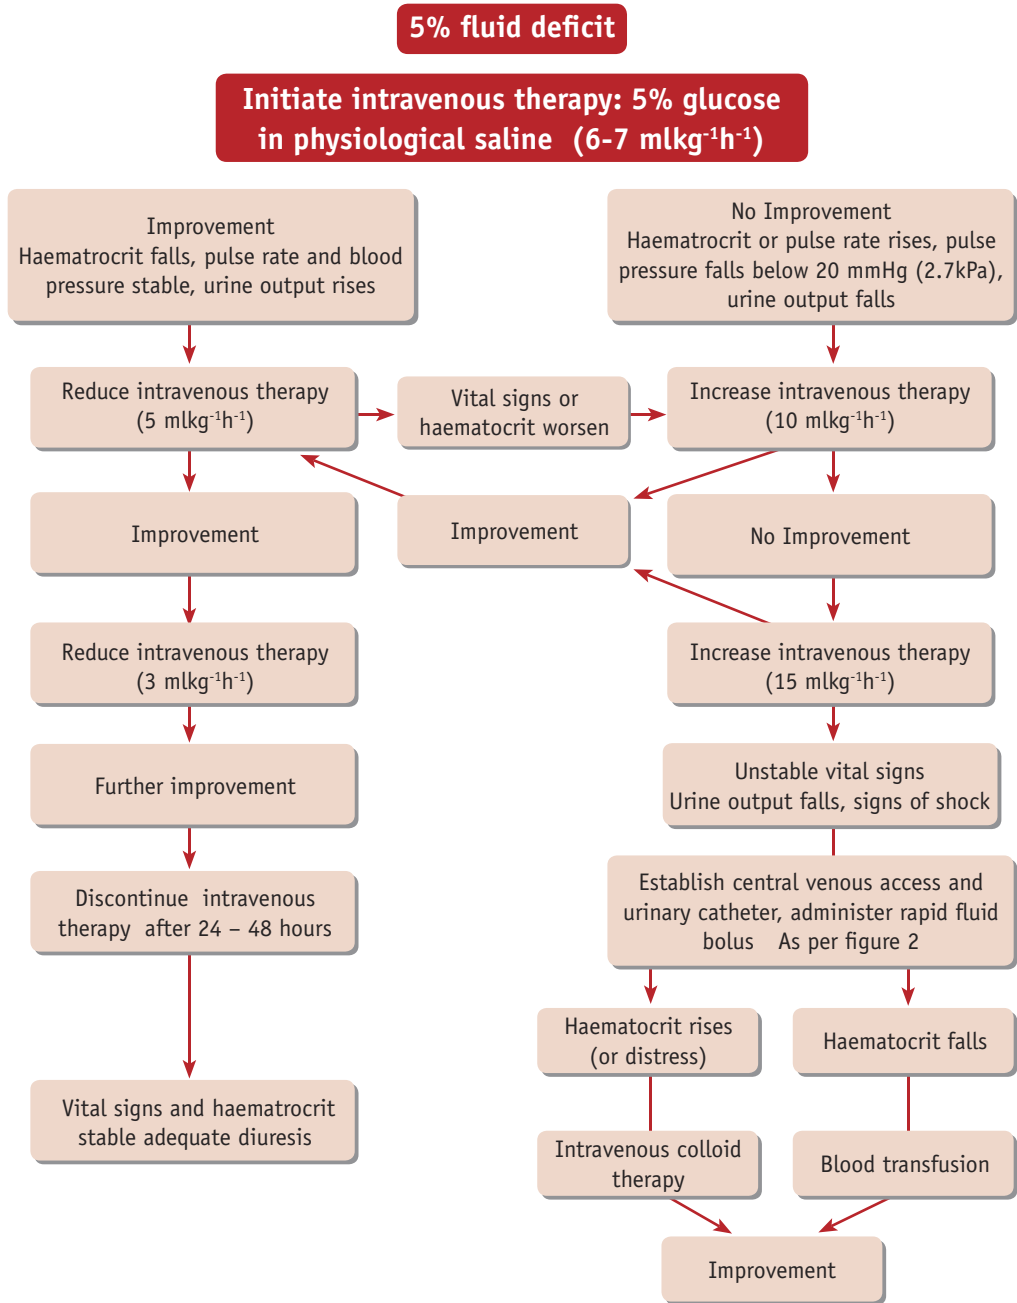 5% fluid deficit
Initiate intravenous therapy: 5% glucose
in physiological saline (6-7 mlkg⁻¹h⁻¹)
Improvement
Haematrocrit falls, pulse rate and blood
pressure stable, urine output rises
No Improvement
Haematrocrit or pulse rate rises, pulse
pressure falls below 20 mmHg (2.7kPa),
urine output falls
Reduce intravenous therapy
(5 mlkg⁻¹h⁻¹)
Vital signs or
haematocrit worsen
Increase intravenous therapy
(10 mlkg⁻¹h⁻¹)
Improvement
Improvement
No Improvement
Reduce intravenous therapy
(3 mlkg⁻¹h⁻¹)
Increase intravenous therapy
(15 mlkg⁻¹h⁻¹)
Further improvement
Unstable vital signs
Urine output falls, signs of shock
Discontinue intravenous
therapy after 24 – 48 hours
Establish central venous access and
urinary catheter, administer rapid fluid
bolus As per figure 2
Haematocrit rises
(or distress)
Haematocrit falls
Vital signs and haematrocrit
stable adequate diuresis
Intravenous colloid
therapy
Blood transfusion
Improvement